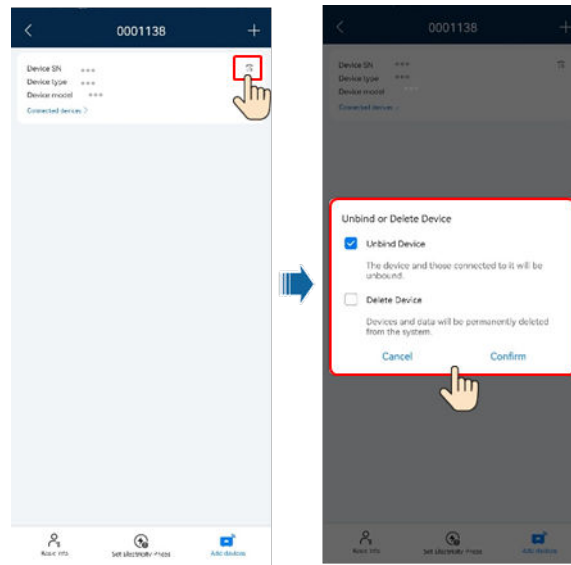 0001138
Device SN ***
Device type ***
Device model ***
Connected devices >
Basic info
Set Electricity Prices
Add devices
0001138
Device SN ***
Device type ***
Device model ***
Connected devices >
Unbind or Delete Device
Unbind Device
The device and those connected to it will be
unbound.
Delete Device
Devices and data will be permanently deleted
from the system.
Cancel Confirm
Basic info
Set Electricity Prices
Add devices